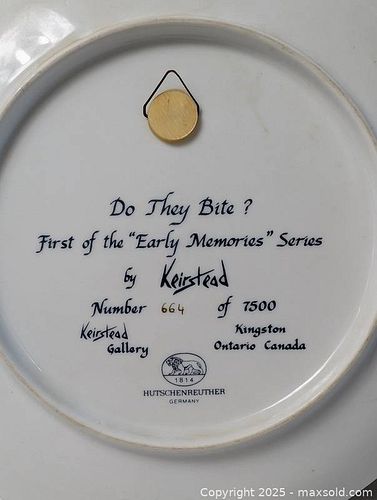 Do They Bite ?
First of the "Early Memories" Series
by Keirstead
Number 664 of 7500
Keirstead Gallery
Kingston Ontario Canada
1814
HUTSCHENREUTHER
GERMANY
Copyright © 2025 - maxsold.com